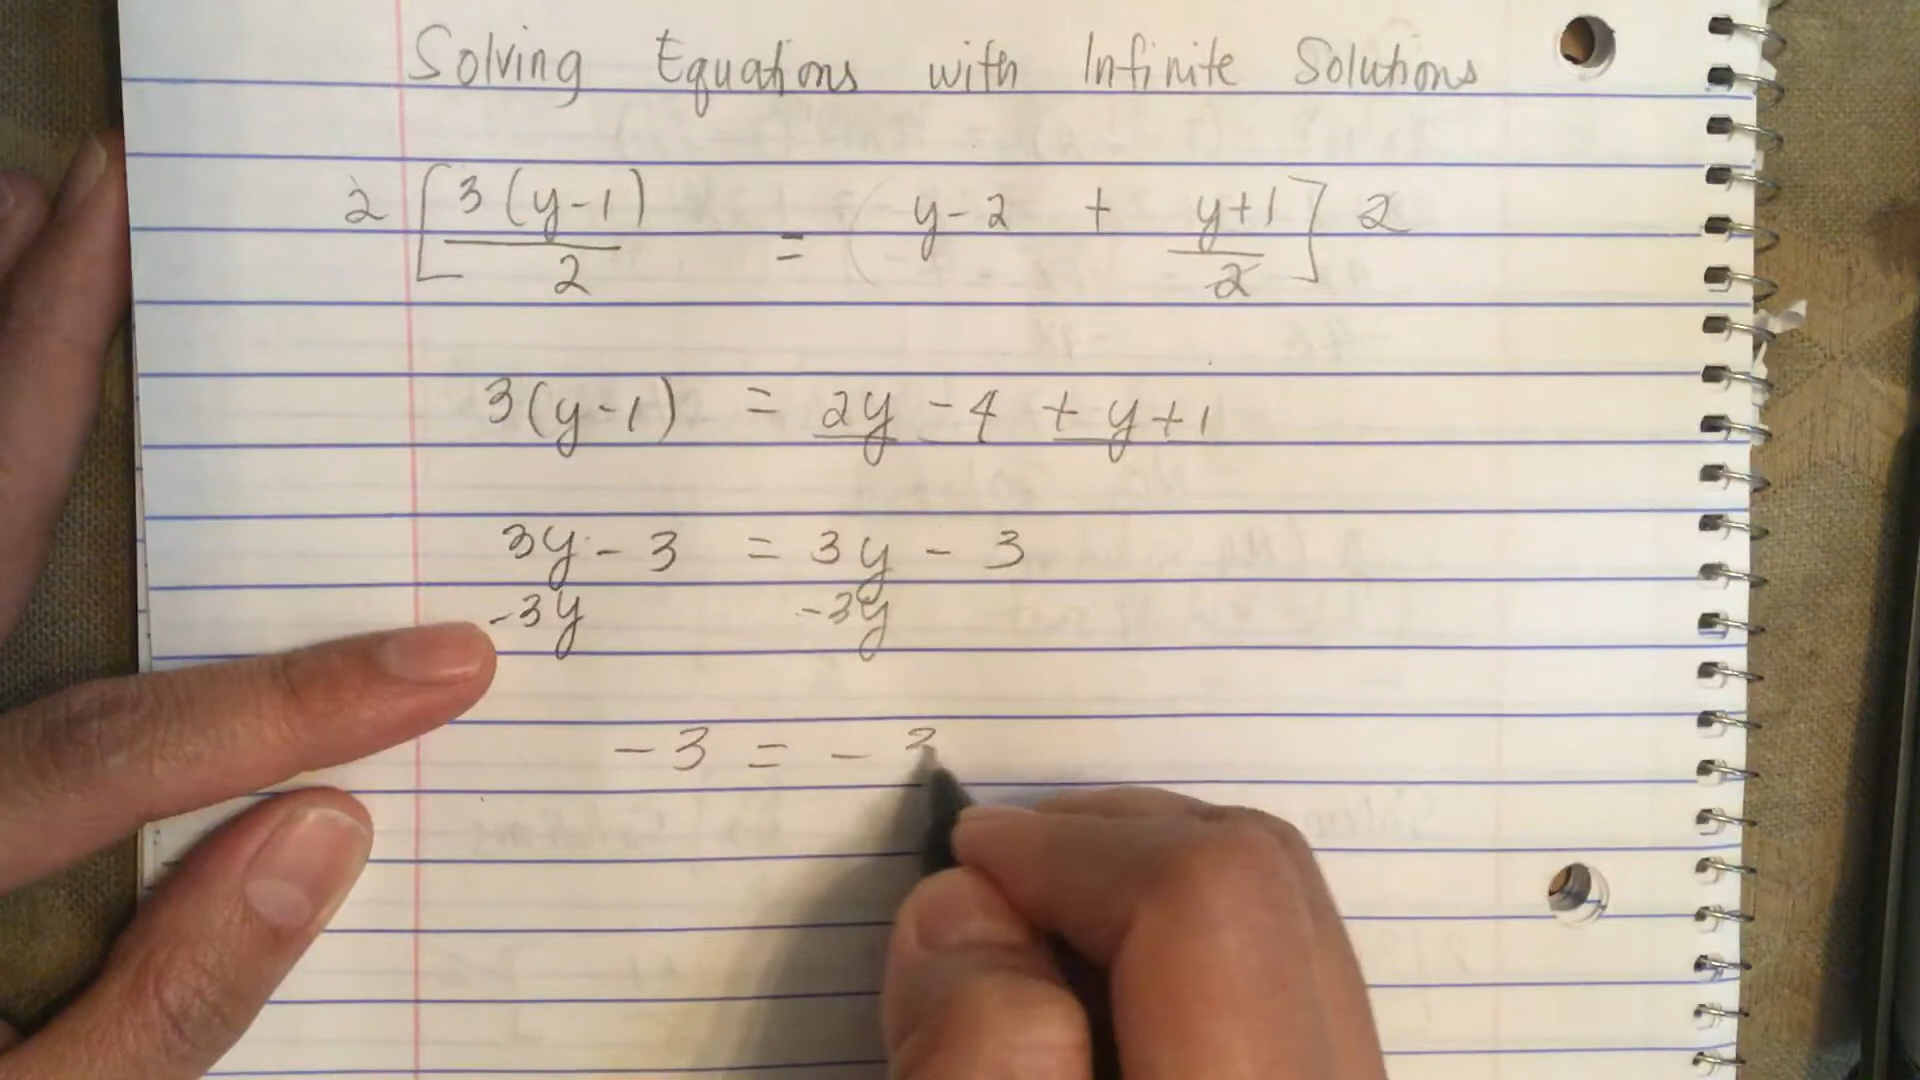 Solving Equations with Infinite Solutions
2 [ 3(y-1)/2 = ( y-2 + y+1/2 ] 2
3(y-1) = 2y - 4 + y + 1
3y - 3 = 3y - 3
-3y -3y
-3 = -